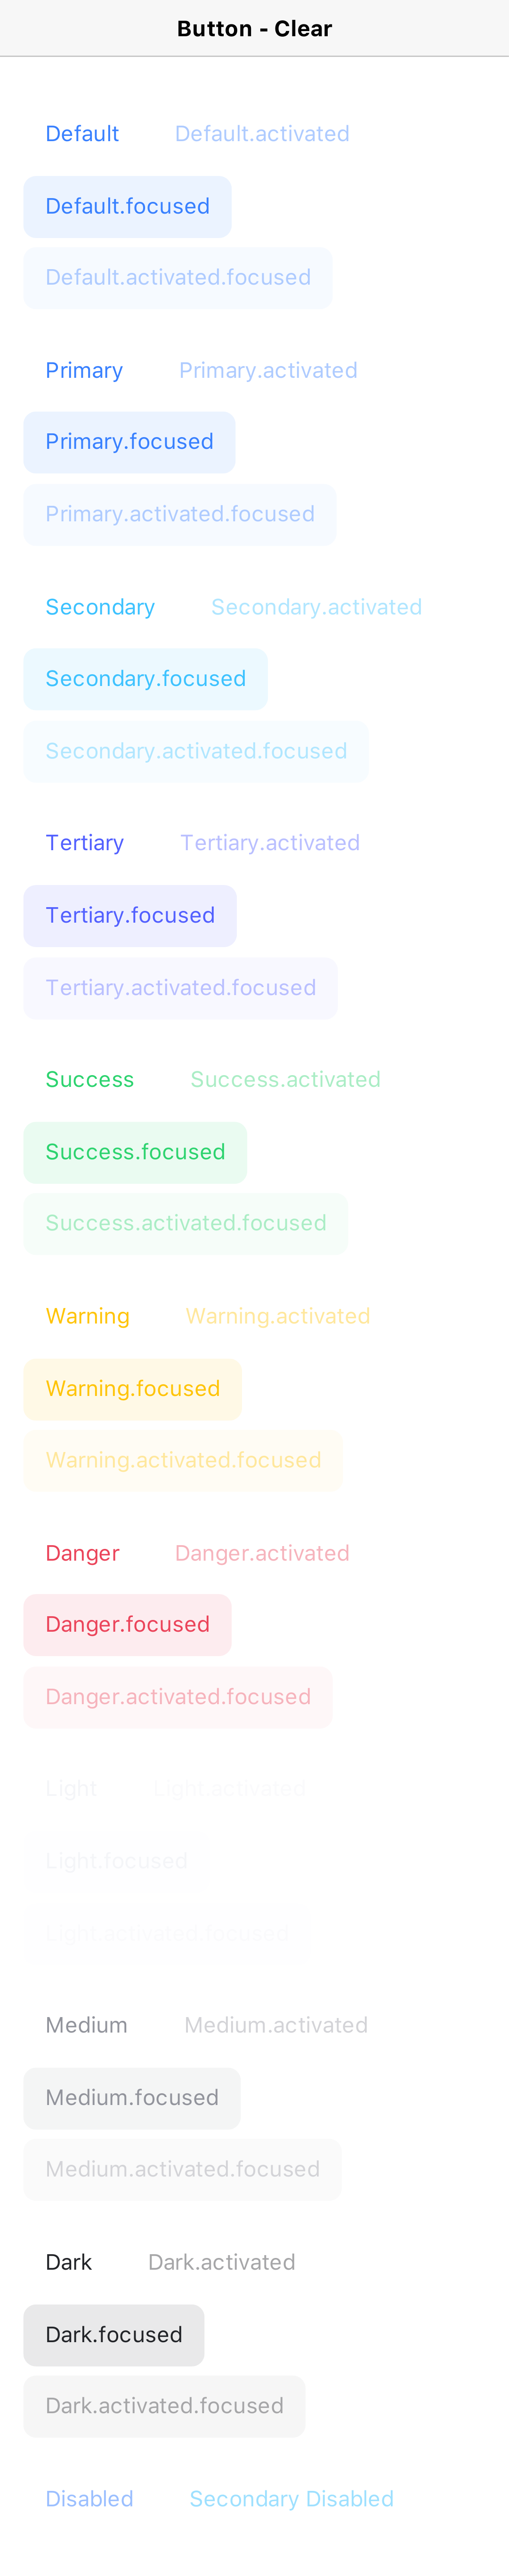 Button - Clear
Default Default.activated
Default.focused
Default.activated.focused
Primary Primary.activated
Primary.focused
Primary.activated.focused
Secondary Secondary.activated
Secondary.focused
Secondary.activated.focused
Tertiary Tertiary.activated
Tertiary.focused
Tertiary.activated.focused
Success Success.activated
Success.focused
Success.activated.focused
Warning Warning.activated
Warning.focused
Warning.activated.focused
Danger Danger.activated
Danger.focused
Danger.activated.focused
Light Light.activated
Light.focused
Light.activated.focused
Medium Medium.activated
Medium.focused
Medium.activated.focused
Dark Dark.activated
Dark.focused
Dark.activated.focused
Disabled Secondary Disabled